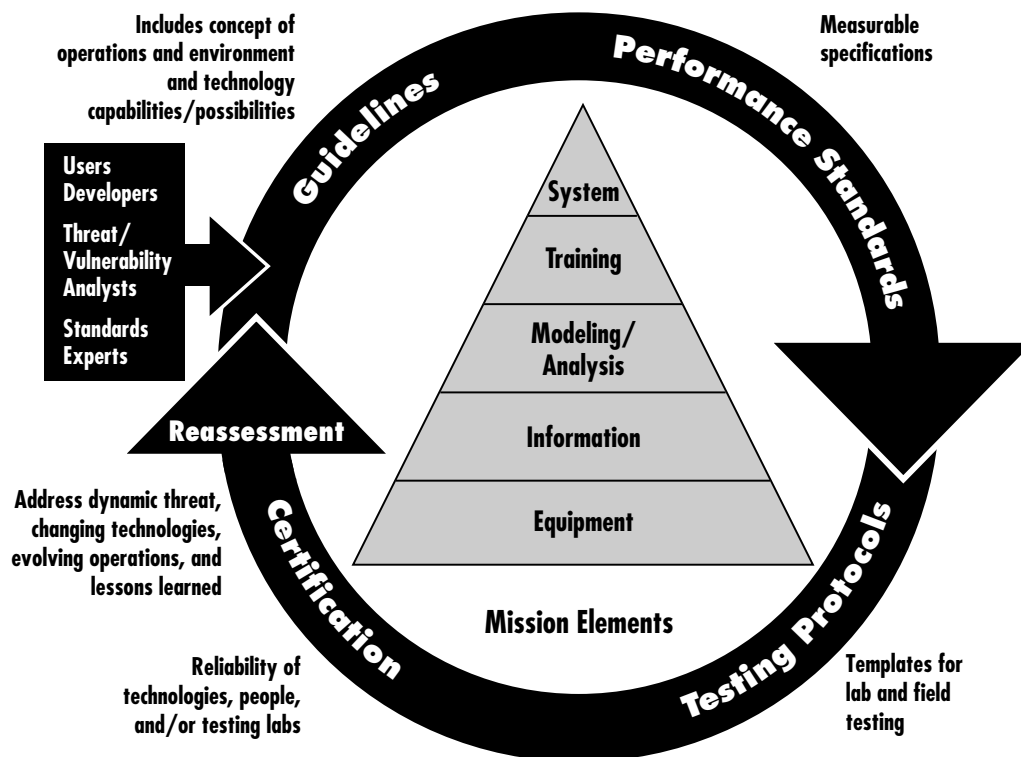 Includes concept of
operations and environment
and technology
capabilities/possibilities
Guidelines
Performance Standards
Measurable
specifications
Users
Developers
Threat/
Vulnerability
Analysts
Standards
Experts
System
Training
Modeling/
Analysis
Information
Equipment
Mission Elements
Reassessment
Address dynamic threat,
changing technologies,
evolving operations, and
lessons learned
Certification
Reliability of
technologies, people,
and/or testing labs
Testing Protocols
Templates for
lab and field
testing